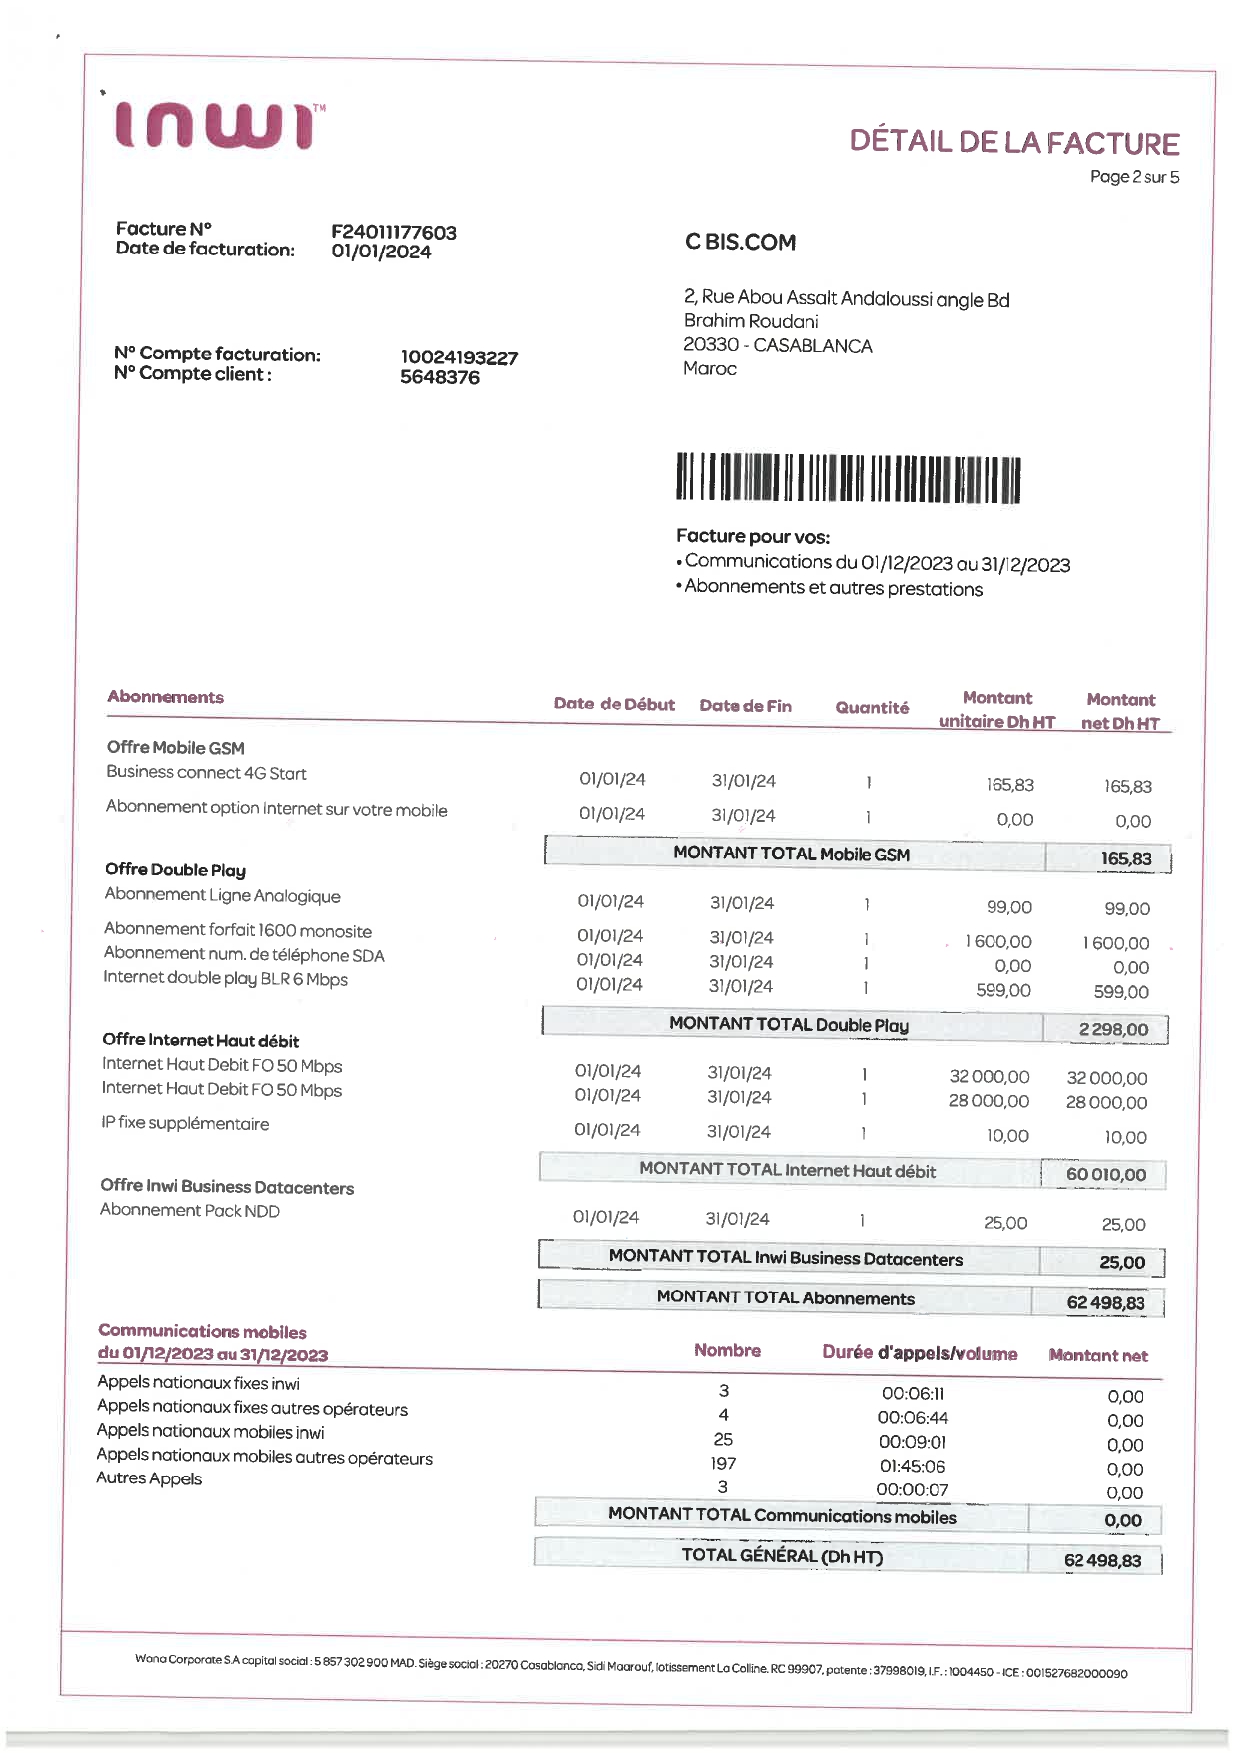 inwi™
DÉTAIL DE LA FACTURE
Page 2 sur 5
Facture N° F24011177603
Date de facturation: 01/01/2024
C BIS.COM
2, Rue Abou Assalt Andaloussi angle Bd
Brahim Roudani
20330 - CASABLANCA
Maroc
N° Compte facturation: 10024193227
N° Compte client : 5648376
Facture pour vos:
• Communications du 01/12/2023 au 31/12/2023
• Abonnements et autres prestations
Abonnements Date de Début Date de Fin Quantité Montant unitaire Dh HT Montant net Dh HT
Offre Mobile GSM
Business connect 4G Start 01/01/24 31/01/24 1 165,83 165,83
Abonnement option internet sur votre mobile 01/01/24 31/01/24 1 0,00 0,00
MONTANT TOTAL Mobile GSM 165,83
Offre Double Play
Abonnement Ligne Analogique 01/01/24 31/01/24 1 99,00 99,00
Abonnement forfait 1600 monosite 01/01/24 31/01/24 1 1 600,00 1 600,00
Abonnement num. de téléphone SDA 01/01/24 31/01/24 1 0,00 0,00
Internet double play BLR 6 Mbps 01/01/24 31/01/24 1 599,00 599,00
MONTANT TOTAL Double Play 2 298,00
Offre Internet Haut débit
Internet Haut Debit FO 50 Mbps 01/01/24 31/01/24 1 32 000,00 32 000,00
Internet Haut Debit FO 50 Mbps 01/01/24 31/01/24 1 28 000,00 28 000,00
IP fixe supplémentaire 01/01/24 31/01/24 1 10,00 10,00
MONTANT TOTAL Internet Haut débit 60 010,00
Offre Inwi Business Datacenters
Abonnement Pack NDD 01/01/24 31/01/24 1 25,00 25,00
MONTANT TOTAL Inwi Business Datacenters 25,00
MONTANT TOTAL Abonnements 62 498,83
Communications mobiles
du 01/12/2023 au 31/12/2023 Nombre Durée d'appels/volume Montant net
Appels nationaux fixes inwi 3 00:06:11 0,00
Appels nationaux fixes autres opérateurs 4 00:06:44 0,00
Appels nationaux mobiles inwi 25 00:09:01 0,00
Appels nationaux mobiles autres opérateurs 197 01:45:06 0,00
Autres Appels 3 00:00:07 0,00
MONTANT TOTAL Communications mobiles 0,00
TOTAL GÉNÉRAL (Dh HT) 62 498,83
Wana Corporate S.A capital social : 5 857 302 900 MAD. Siège social : 20270 Casablanca, Sidi Maarouf, lotissement La Colline. RC 99907, patente : 37998019, I.F. : 1004450 - ICE : 001527682000090